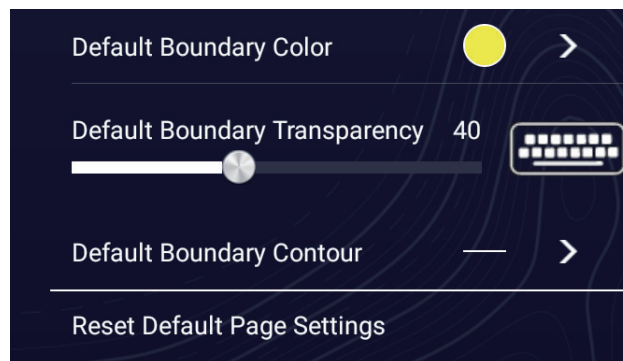 Default Boundary Color
Default Boundary Transparency 40
Default Boundary Contour
Reset Default Page Settings